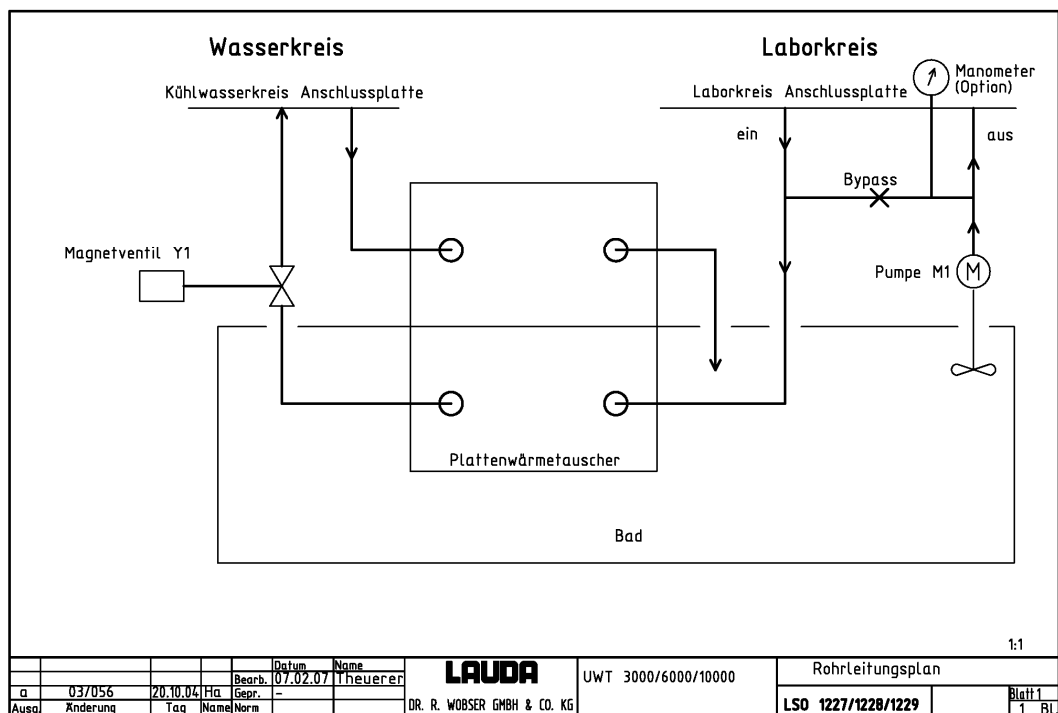 Wasserkreis
Laborkreis
Kühlwasserkreis Anschlussplatte
Laborkreis Anschlussplatte
Manometer
(Option)
ein
aus
Bypass
Magnetventil Y1
Pumpe M1
M
Plattenwärmetauscher
Bad
1:1
Datum Name
Bearb. 07.02.07 Theuerer
a 03/056 20.10.04 Ha Gepr. -
Ausg. Änderung Tag Name Norm
LAUDA
DR. R. WOBSER GMBH & CO. KG
UWT 3000/6000/10000
Rohrleitungsplan
LSO 1227/1228/1229
Blatt 1
1 Bl.